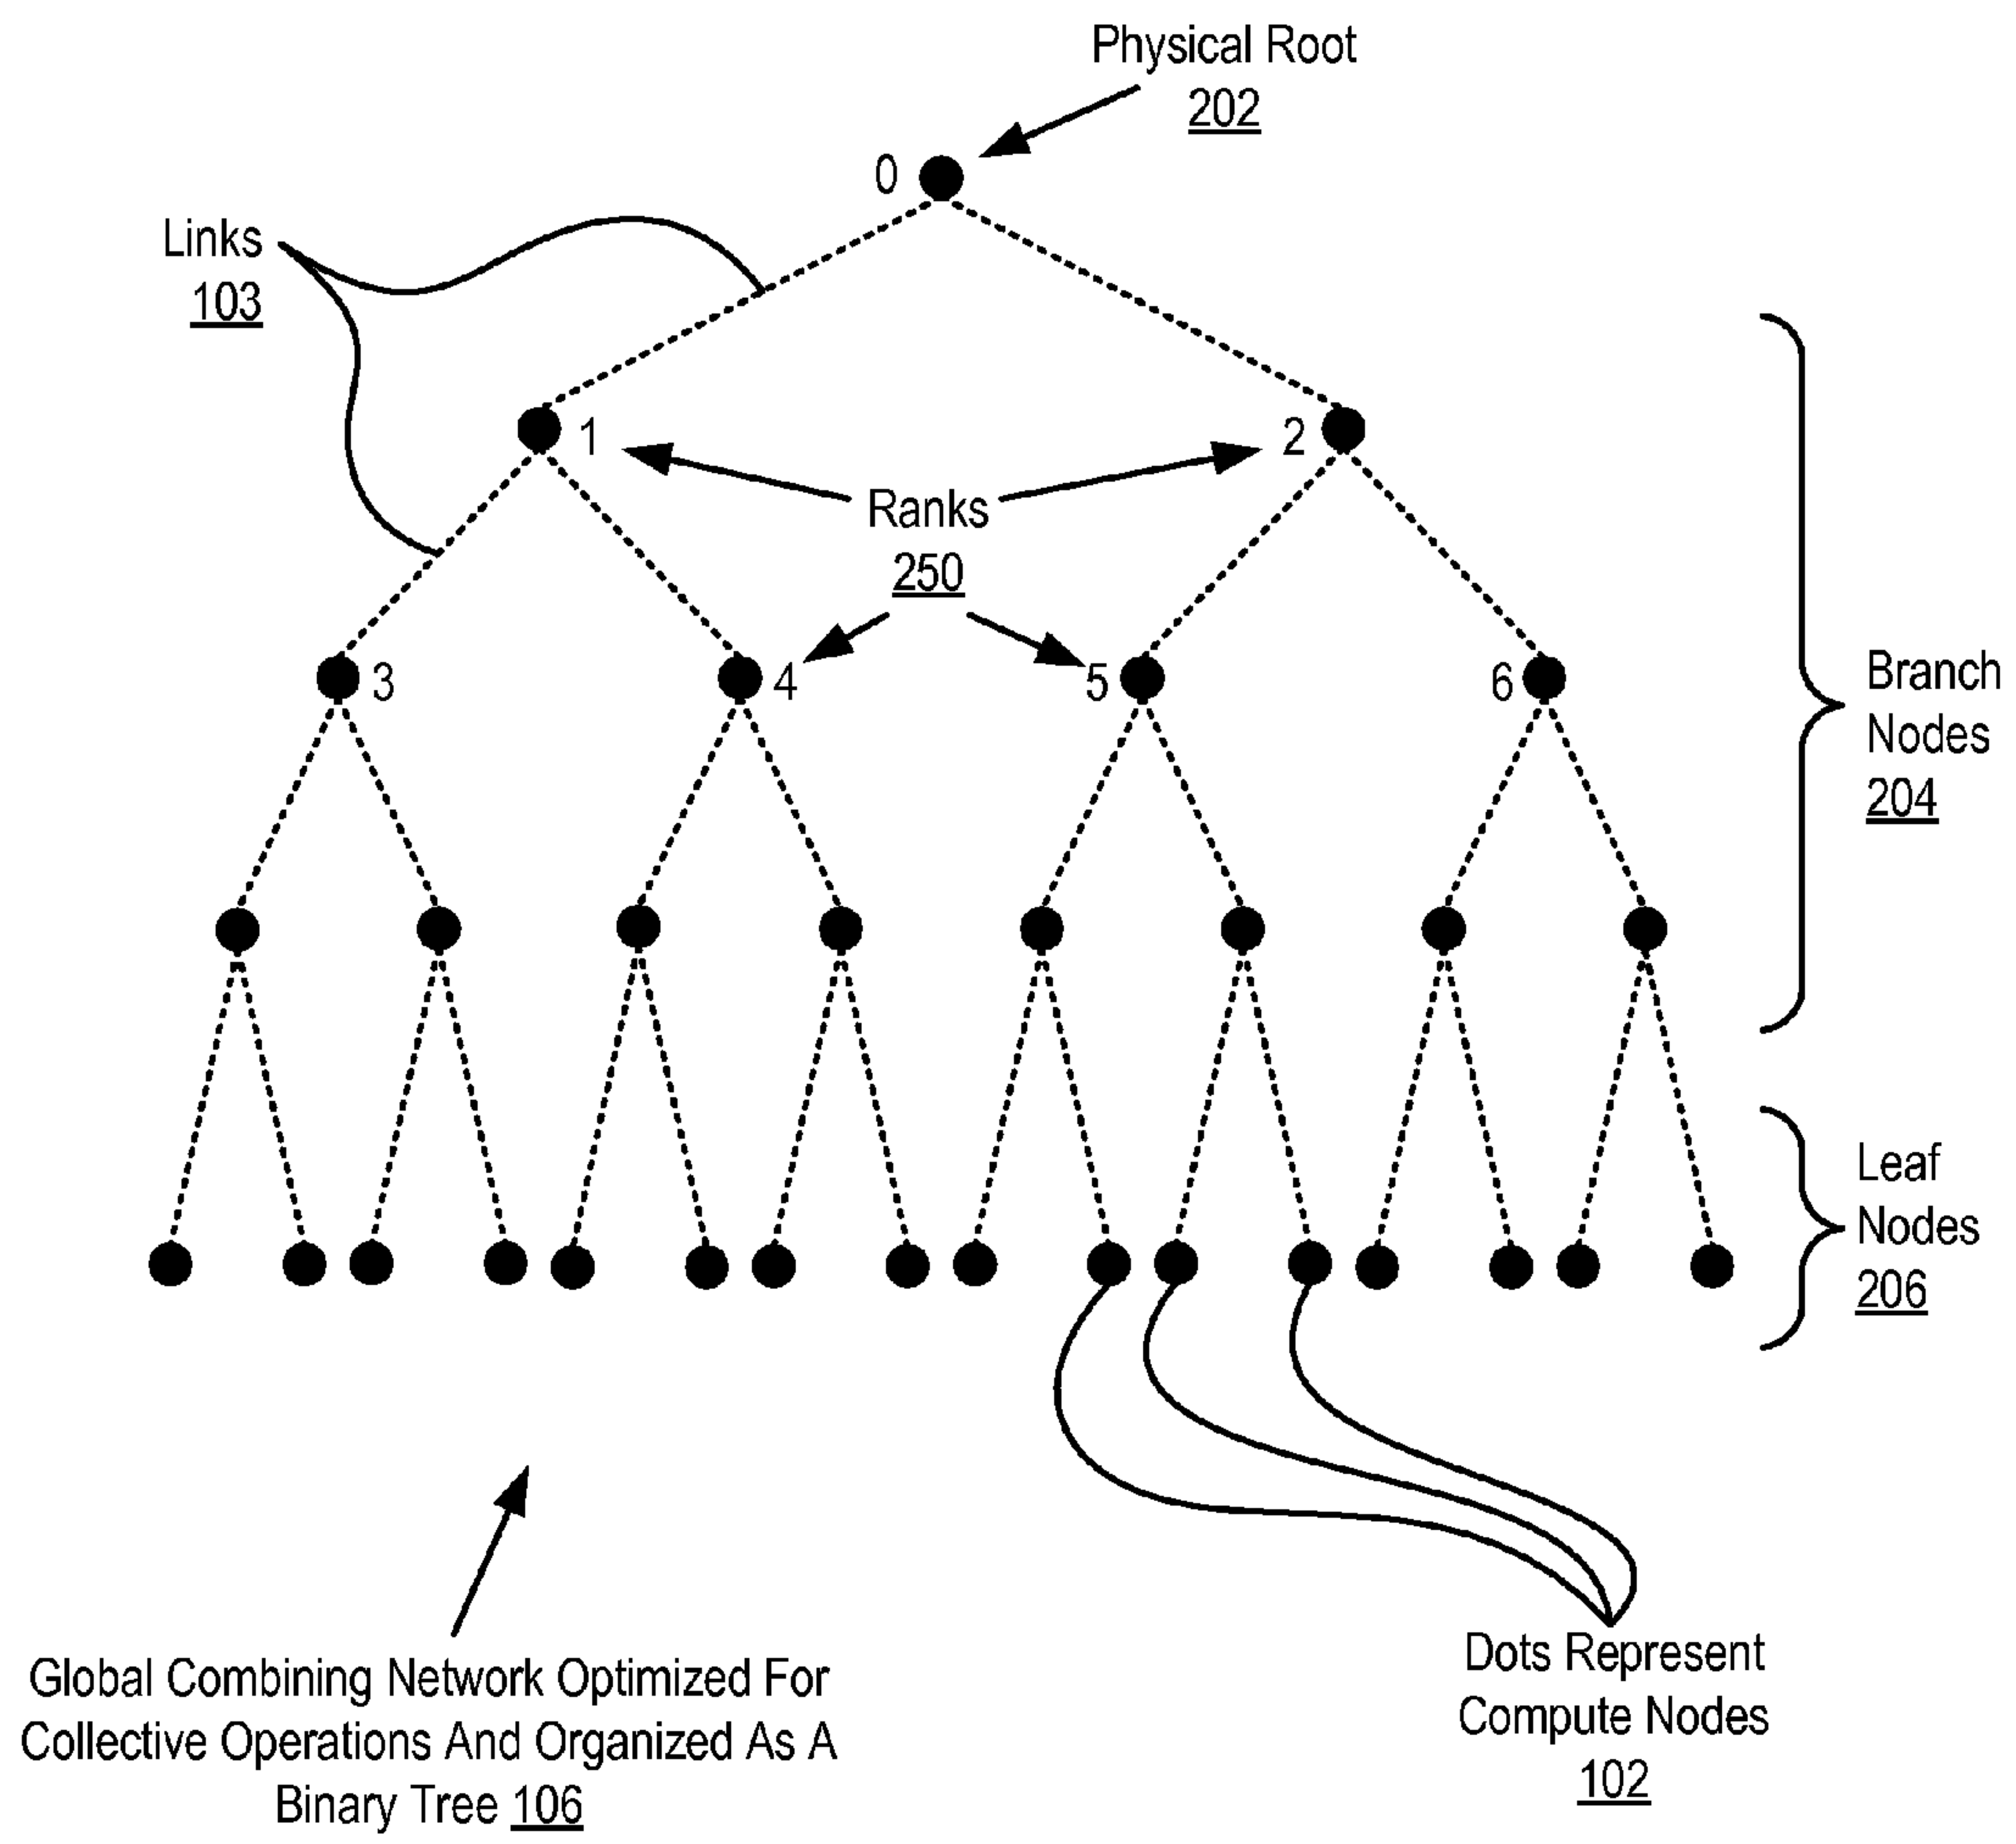 Physical Root
202
0
Links
103
1
2
Ranks
250
3
4
5
6
Branch
Nodes
204
Leaf
Nodes
206
Global Combining Network Optimized For
Collective Operations And Organized As A
Binary Tree 106
Dots Represent
Compute Nodes
102